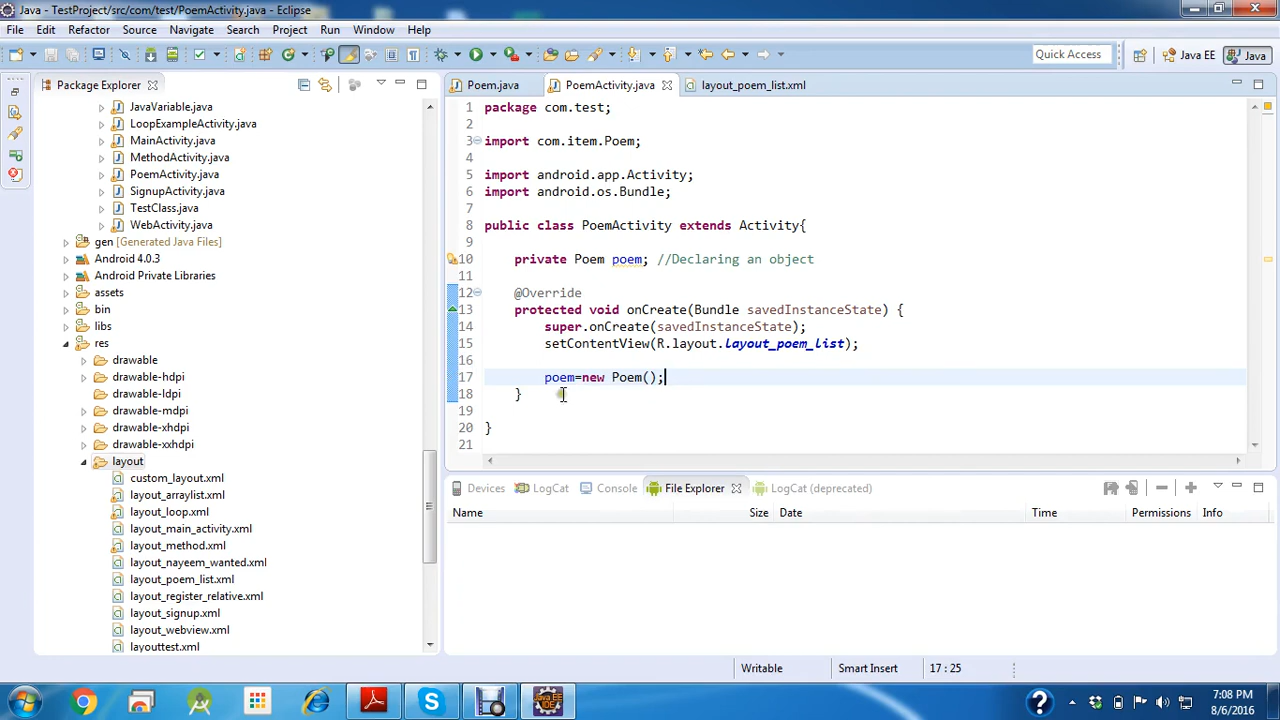 Java - TestProject/src/com/test/PoemActivity.java - Eclipse
File Edit Refactor Source Navigate Search Project Run Window Help
Quick Access
Java EE
Java
Package Explorer
JavaVariable.java
LoopExampleActivity.java
MainActivity.java
MethodActivity.java
PoemActivity.java
SignupActivity.java
TestClass.java
WebActivity.java
gen [Generated Java Files]
Android 4.0.3
Android Private Libraries
assets
bin
libs
res
drawable
drawable-hdpi
drawable-ldpi
drawable-mdpi
drawable-xhdpi
drawable-xxhdpi
layout
custom_layout.xml
layout_arraylist.xml
layout_loop.xml
layout_main_activity.xml
layout_method.xml
layout_nayeem_wanted.xml
layout_poem_list.xml
layout_register_relative.xml
layout_signup.xml
layout_webview.xml
layouttest.xml
Poem.java PoemActivity.java layout_poem_list.xml
1 package com.test;
2
3 import com.item.Poem;
4
5 import android.app.Activity;
6 import android.os.Bundle;
7
8 public class PoemActivity extends Activity{
9
10 private Poem poem; //Declaring an object
11
12 @Override
13 protected void onCreate(Bundle savedInstanceState) {
14 super.onCreate(savedInstanceState);
15 setContentView(R.layout.layout_poem_list);
16
17 poem=new Poem();
18 }
19
20 }
21
Devices LogCat Console File Explorer LogCat (deprecated)
Name Size Date Time Permissions Info
Writable Smart Insert 17 : 25
7:08 PM
8/6/2016